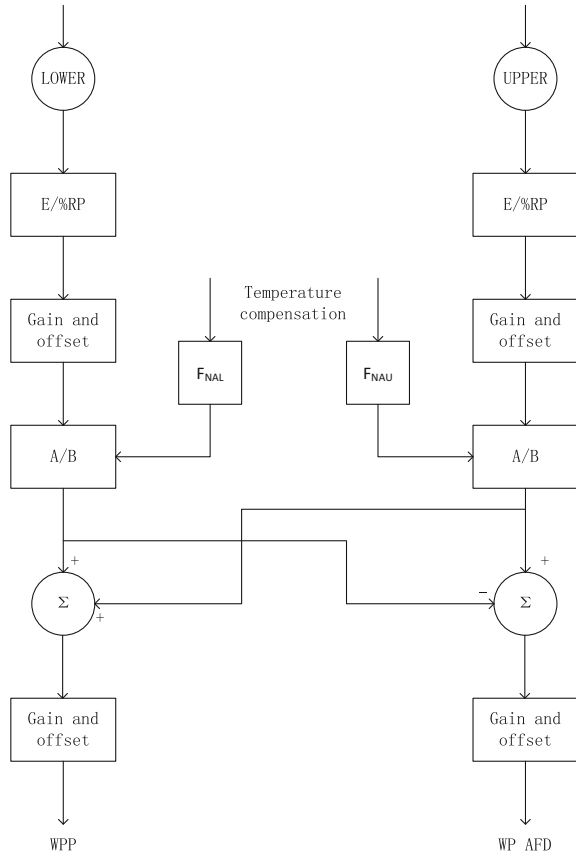 LOWER
UPPER
E/%RP
E/%RP
Temperature
compensation
Gain and
offset
Gain and
offset
FNAL
FNAU
A/B
A/B
+
+
Σ
+
−
Σ
Gain and
offset
Gain and
offset
WPP
WP AFD